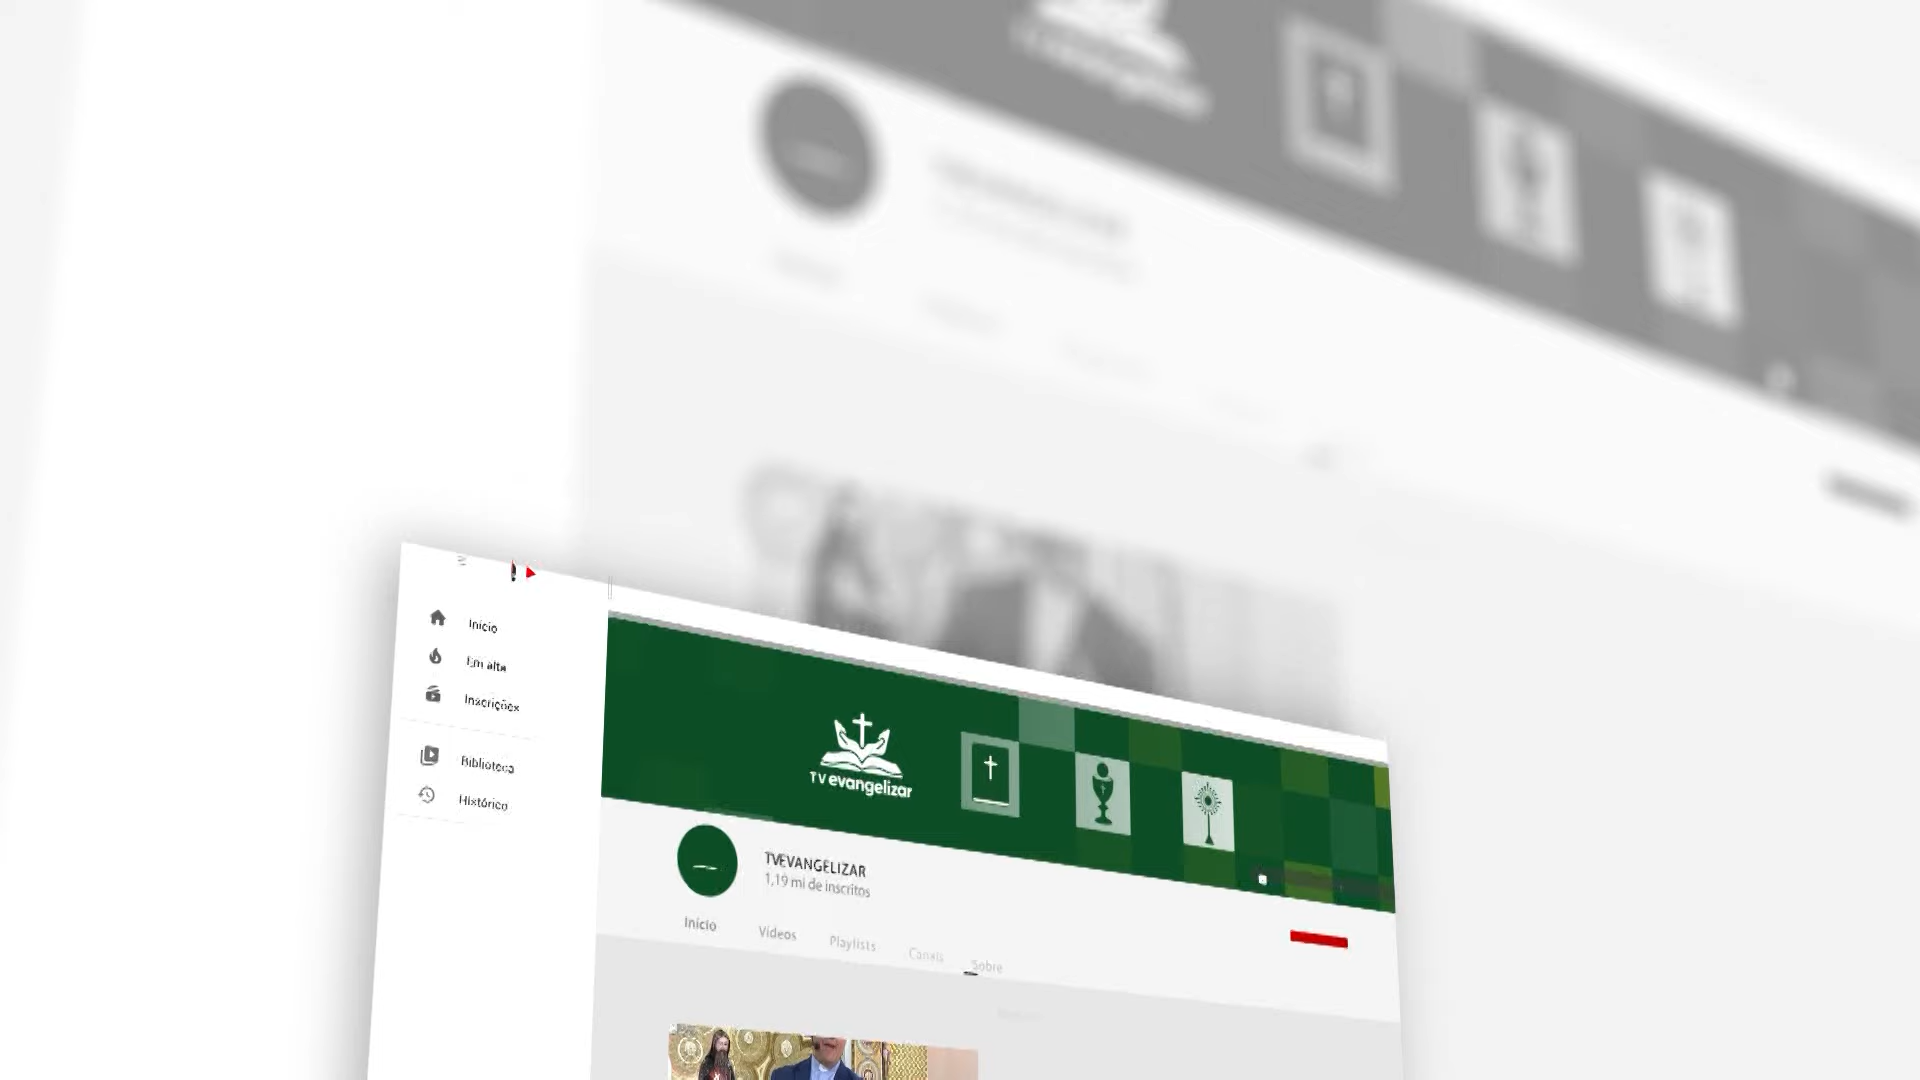 Início
Em alta
Inscrições
Biblioteca
Histórico
TV evangelizar
TVEVANGELIZAR
1,19 mi de inscritos
Início Vídeos Playlists Canais Sobre